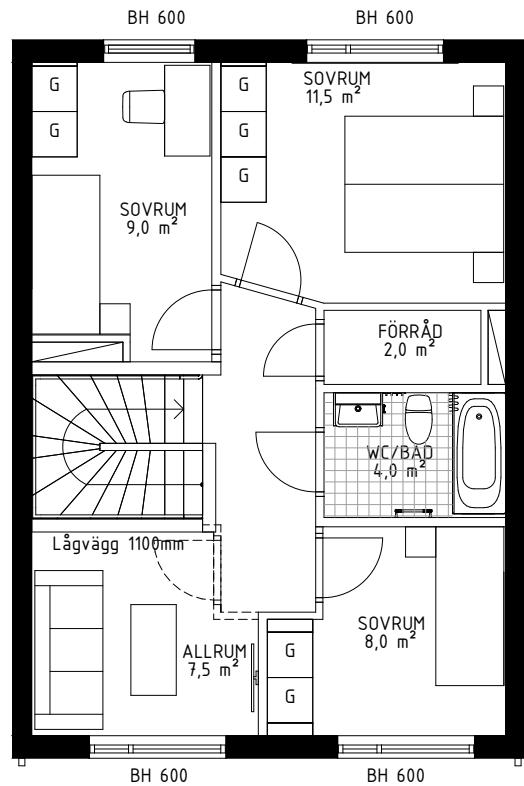 BH 600
BH 600
G
G
SOVRUM
11,5 m²
G
G
G
SOVRUM
9,0 m²
FÖRRÅD
2,0 m²
WC/BAD
4,0 m²
Lågvägg 1100mm
SOVRUM
8,0 m²
ALLRUM
7,5 m²
G
G
BH 600
BH 600